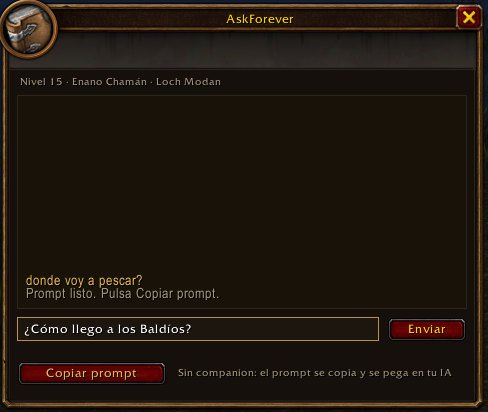 AskForever
Nivel 15 · Enano Chamán · Loch Modan
donde voy a pescar?
Prompt listo. Pulsa Copiar prompt.
¿Cómo llego a los Baldíos?
Enviar
Copiar prompt
Sin companion: el prompt se copia y se pega en tu IA